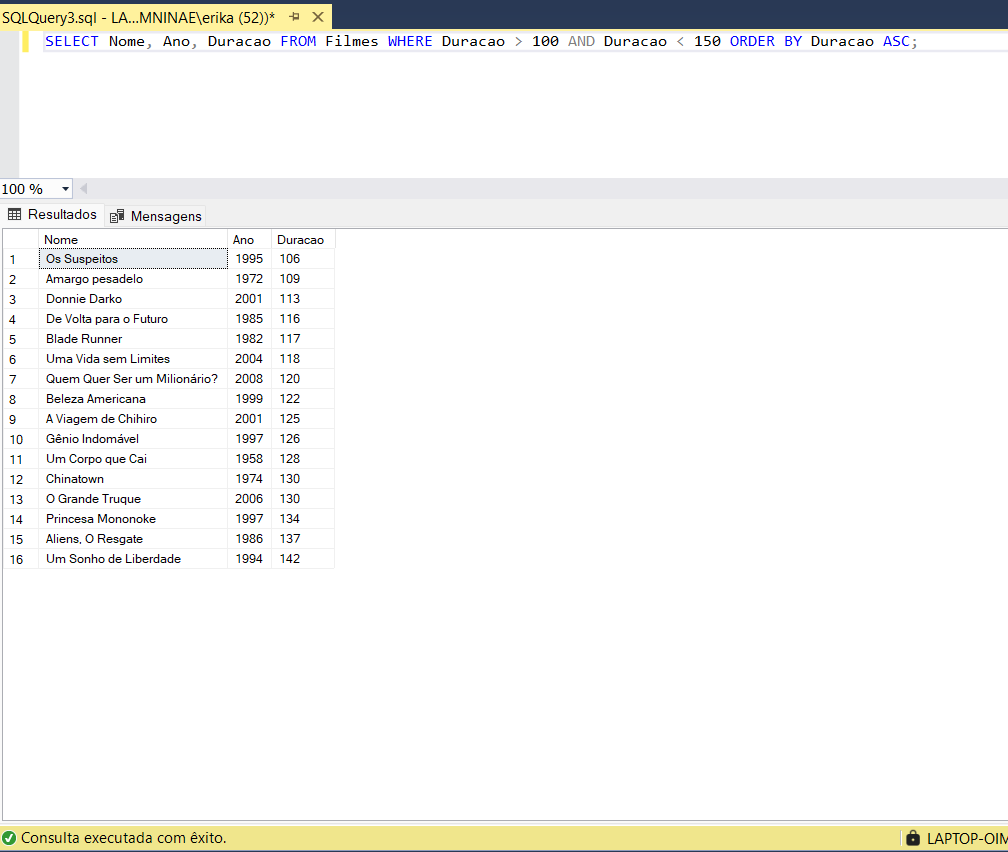 SQLQuery3.sql - LA...MNINAE\erika (52))*
SELECT Nome, Ano, Duracao FROM Filmes WHERE Duracao > 100 AND Duracao < 150 ORDER BY Duracao ASC;
100 %
Resultados Mensagens
Nome Ano Duracao
1 Os Suspeitos 1995 106
2 Amargo pesadelo 1972 109
3 Donnie Darko 2001 113
4 De Volta para o Futuro 1985 116
5 Blade Runner 1982 117
6 Uma Vida sem Limites 2004 118
7 Quem Quer Ser um Milionário? 2008 120
8 Beleza Americana 1999 122
9 A Viagem de Chihiro 2001 125
10 Gênio Indomável 1997 126
11 Um Corpo que Cai 1958 128
12 Chinatown 1974 130
13 O Grande Truque 2006 130
14 Princesa Mononoke 1997 134
15 Aliens, O Resgate 1986 137
16 Um Sonho de Liberdade 1994 142
Consulta executada com êxito. LAPTOP-OIM